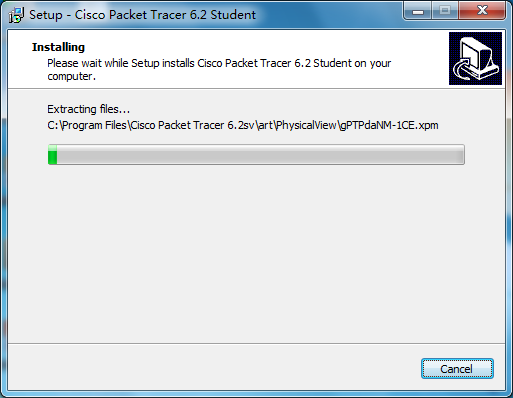 Setup - Cisco Packet Tracer 6.2 Student
Installing
Please wait while Setup installs Cisco Packet Tracer 6.2 Student on your
computer.
Extracting files...
C:\Program Files\Cisco Packet Tracer 6.2sv\art\PhysicalView\gPTPdaNM-1CE.xpm
Cancel